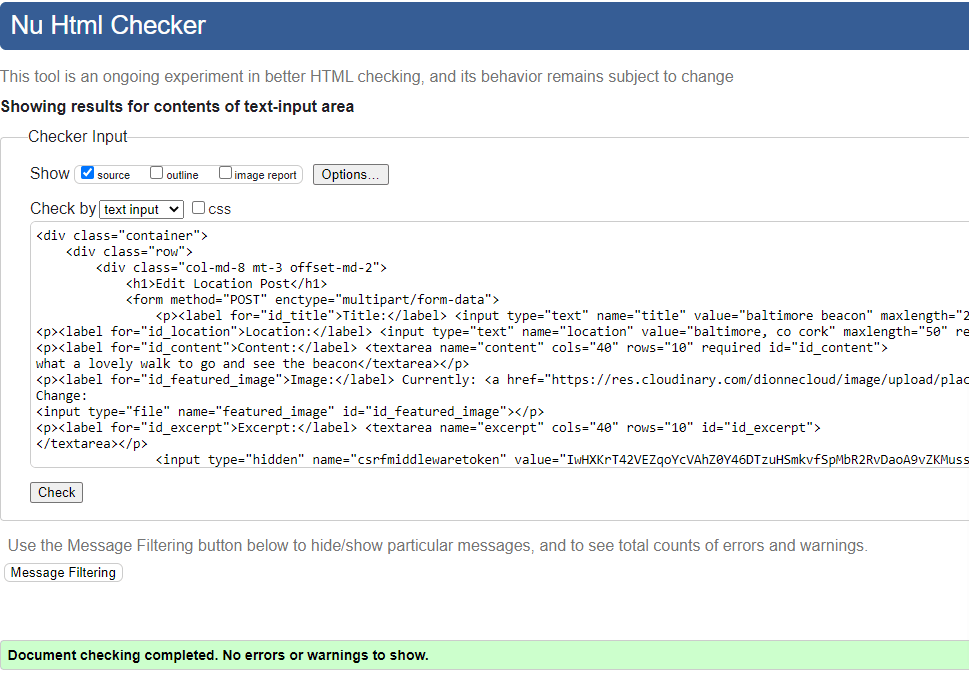 Nu Html Checker
This tool is an ongoing experiment in better HTML checking, and its behavior remains subject to change
Showing results for contents of text-input area
Checker Input
Show source outline image report Options...
Check by text input css
<div class="container">
<div class="row">
<div class="col-md-8 mt-3 offset-md-2">
<h1>Edit Location Post</h1>
<form method="POST" enctype="multipart/form-data">
<p><label for="id_title">Title:</label> <input type="text" name="title" value="baltimore beacon" maxlength="2
<p><label for="id_location">Location:</label> <input type="text" name="location" value="baltimore, co cork" maxlength="50" re
<p><label for="id_content">Content:</label> <textarea name="content" cols="40" rows="10" required id="id_content">
what a lovely walk to go and see the beacon</textarea></p>
<p><label for="id_featured_image">Image:</label> Currently: <a href="https://res.cloudinary.com/dionnecloud/image/upload/plac
Change:
<input type="file" name="featured_image" id="id_featured_image"></p>
<p><label for="id_excerpt">Excerpt:</label> <textarea name="excerpt" cols="40" rows="10" id="id_excerpt">
</textarea></p>
<input type="hidden" name="csrfmiddlewaretoken" value="IwHXKrT42VEZqoYcVAhZ0Y46DTzuHSmkvfSpMbR2RvDaoA9vZKMuss
Check
Use the Message Filtering button below to hide/show particular messages, and to see total counts of errors and warnings.
Message Filtering
Document checking completed. No errors or warnings to show.